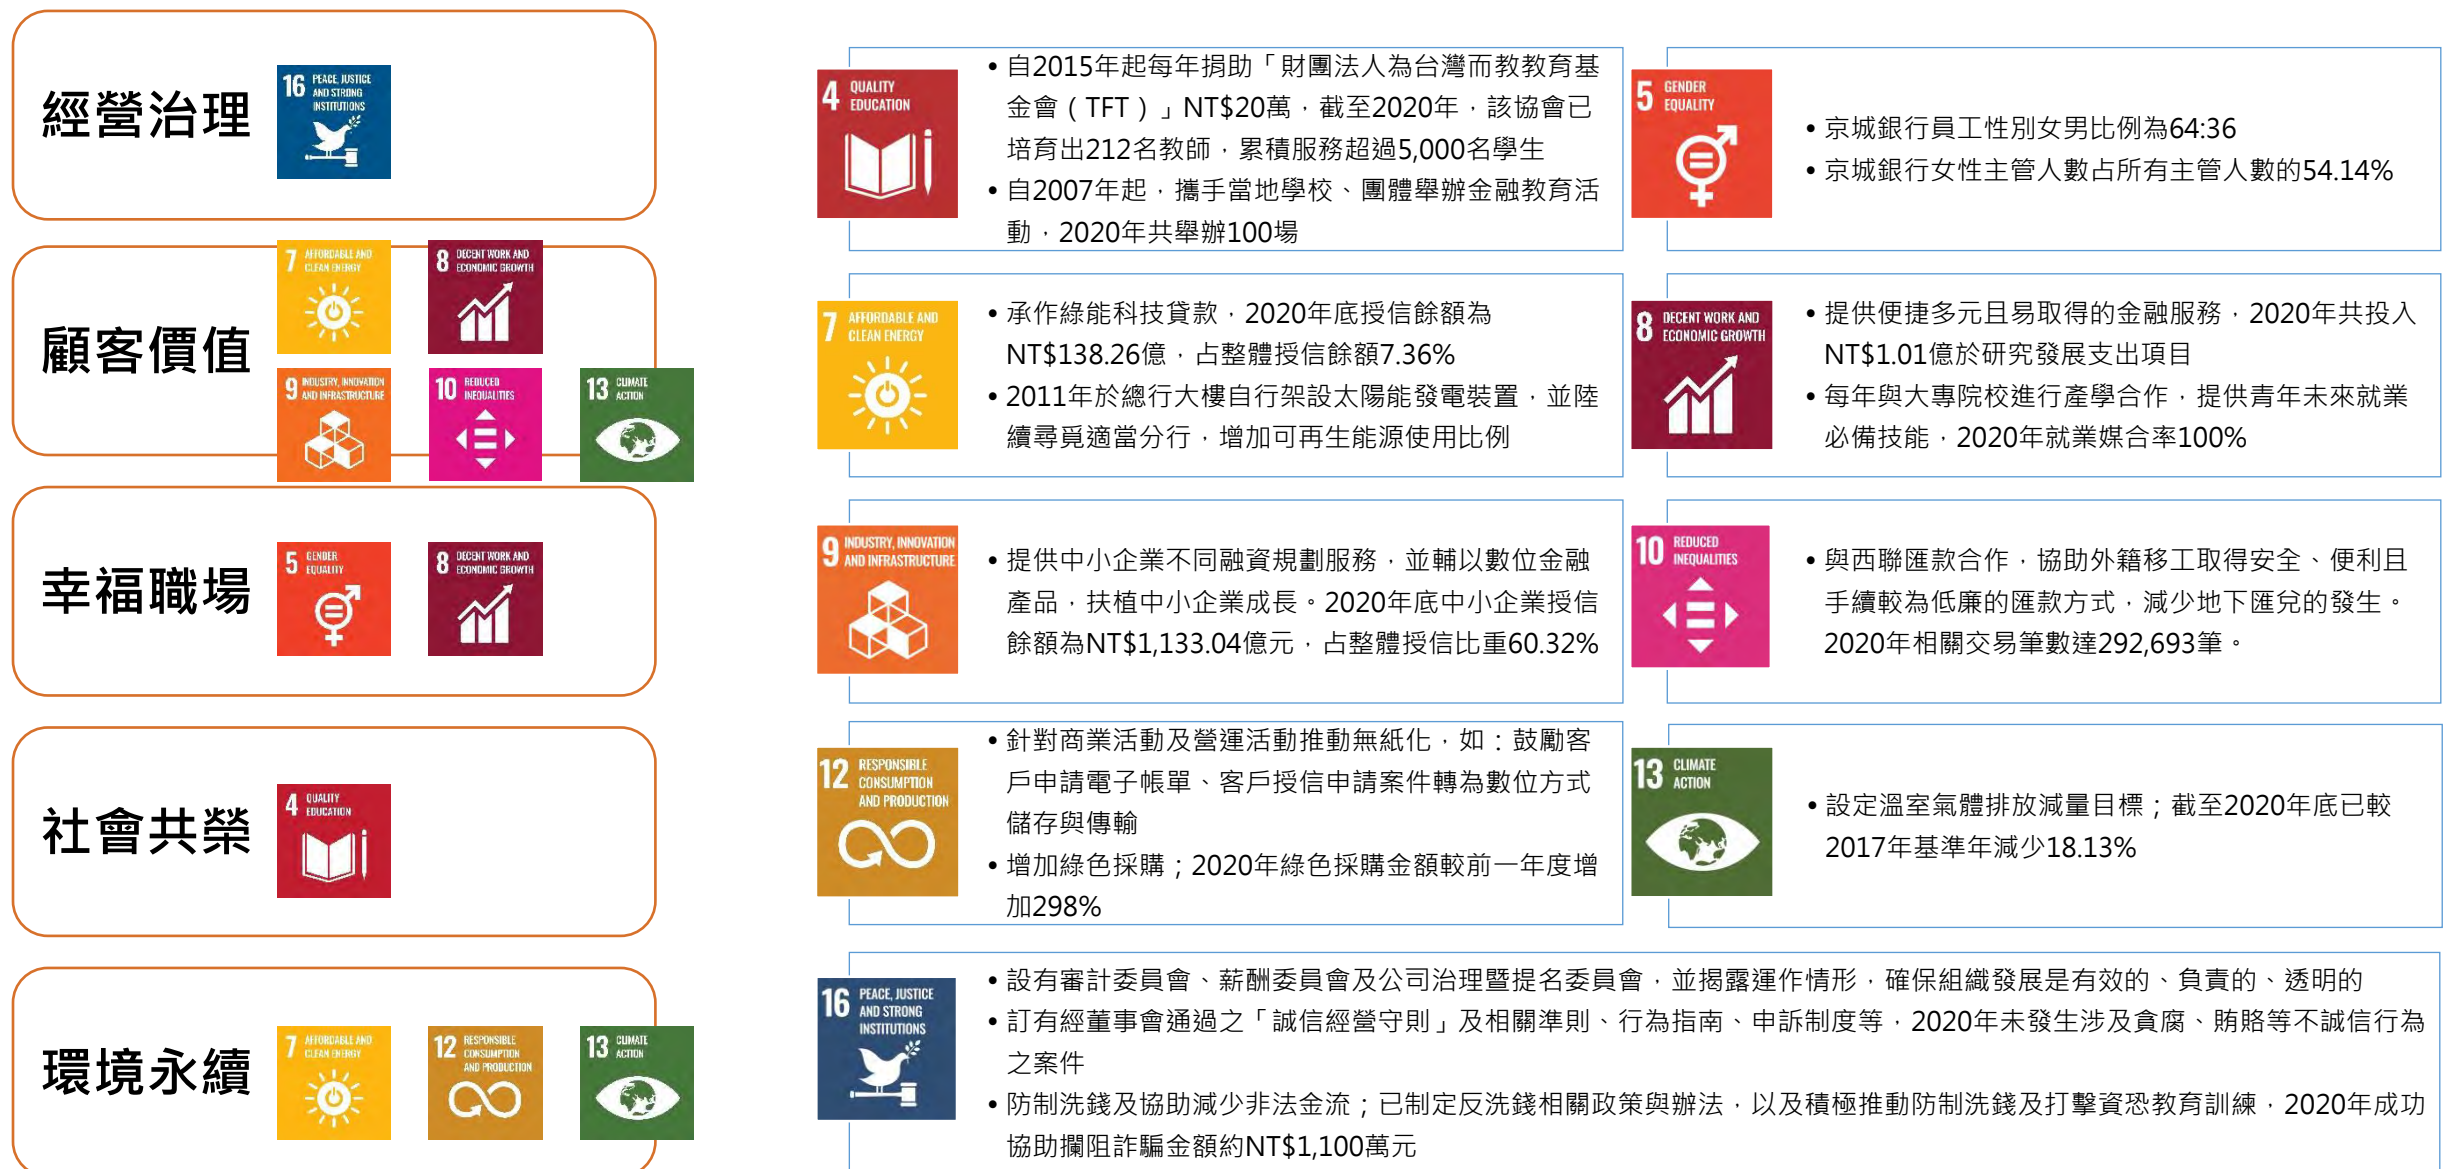 經營治理
16 PEACE, JUSTICE
AND STRONG
INSTITUTIONS
顧客價值
7 AFFORDABLE AND
CLEAN ENERGY
8 DECENT WORK AND
ECONOMIC GROWTH
9 INDUSTRY, INNOVATION
AND INFRASTRUCTURE
10 REDUCED
INEQUALITIES
13 CLIMATE
ACTION
幸福職場
5 GENDER
EQUALITY
8 DECENT WORK AND
ECONOMIC GROWTH
社會共榮
4 QUALITY
EDUCATION
環境永續
7 AFFORDABLE AND
CLEAN ENERGY
12 RESPONSIBLE
CONSUMPTION
AND PRODUCTION
13 CLIMATE
ACTION
4 QUALITY
EDUCATION
•自2015年起每年捐助「財團法人為台灣而教教育基
金會（TFT）」NT$20萬，截至2020年，該協會已
培育出212名教師，累積服務超過5,000名學生
•自2007年起，攜手當地學校、團體舉辦金融教育活
動，2020年共舉辦100場
5 GENDER
EQUALITY
•京城銀行員工性別女男比例為64:36
•京城銀行女性主管人數占所有主管人數的54.14%
7 AFFORDABLE AND
CLEAN ENERGY
•承作綠能科技貸款，2020年底授信餘額為
NT$138.26億，占整體授信餘額7.36%
•2011年於總行大樓自行架設太陽能發電裝置，並陸
續尋覓適當分行，增加可再生能源使用比例
8 DECENT WORK AND
ECONOMIC GROWTH
•提供便捷多元且易取得的金融服務，2020年共投入
NT$1.01億於研究發展支出項目
•每年與大專院校進行產學合作，提供青年未來就業
必備技能，2020年就業媒合率100%
9 INDUSTRY, INNOVATION
AND INFRASTRUCTURE
•提供中小企業不同融資規劃服務，並輔以數位金融
產品，扶植中小企業成長。2020年底中小企業授信
餘額為NT$1,133.04億元，占整體授信比重60.32%
10 REDUCED
INEQUALITIES
•與西聯匯款合作，協助外籍移工取得安全、便利且
手續較為低廉的匯款方式，減少地下匯兌的發生。
2020年相關交易筆數達292,693筆。
12 RESPONSIBLE
CONSUMPTION
AND PRODUCTION
•針對商業活動及營運活動推動無紙化，如：鼓勵客
戶申請電子帳單、客戶授信申請案件轉為數位方式
儲存與傳輸
•增加綠色採購；2020年綠色採購金額較前一年度增
加298%
13 CLIMATE
ACTION
•設定溫室氣體排放減量目標；截至2020年底已較
2017年基準年減少18.13%
16 PEACE, JUSTICE
AND STRONG
INSTITUTIONS
•設有審計委員會、薪酬委員會及公司治理暨提名委員會，並揭露運作情形，確保組織發展是有效的、負責的、透明的
•訂有經董事會通過之「誠信經營守則」及相關準則、行為指南、申訴制度等，2020年未發生涉及貪腐、賄賂等不誠信行為
之案件
•防制洗錢及協助減少非法金流；已制定反洗錢相關政策與辦法，以及積極推動防制洗錢及打擊資恐教育訓練，2020年成功
協助攔阻詐騙金額約NT$1,100萬元